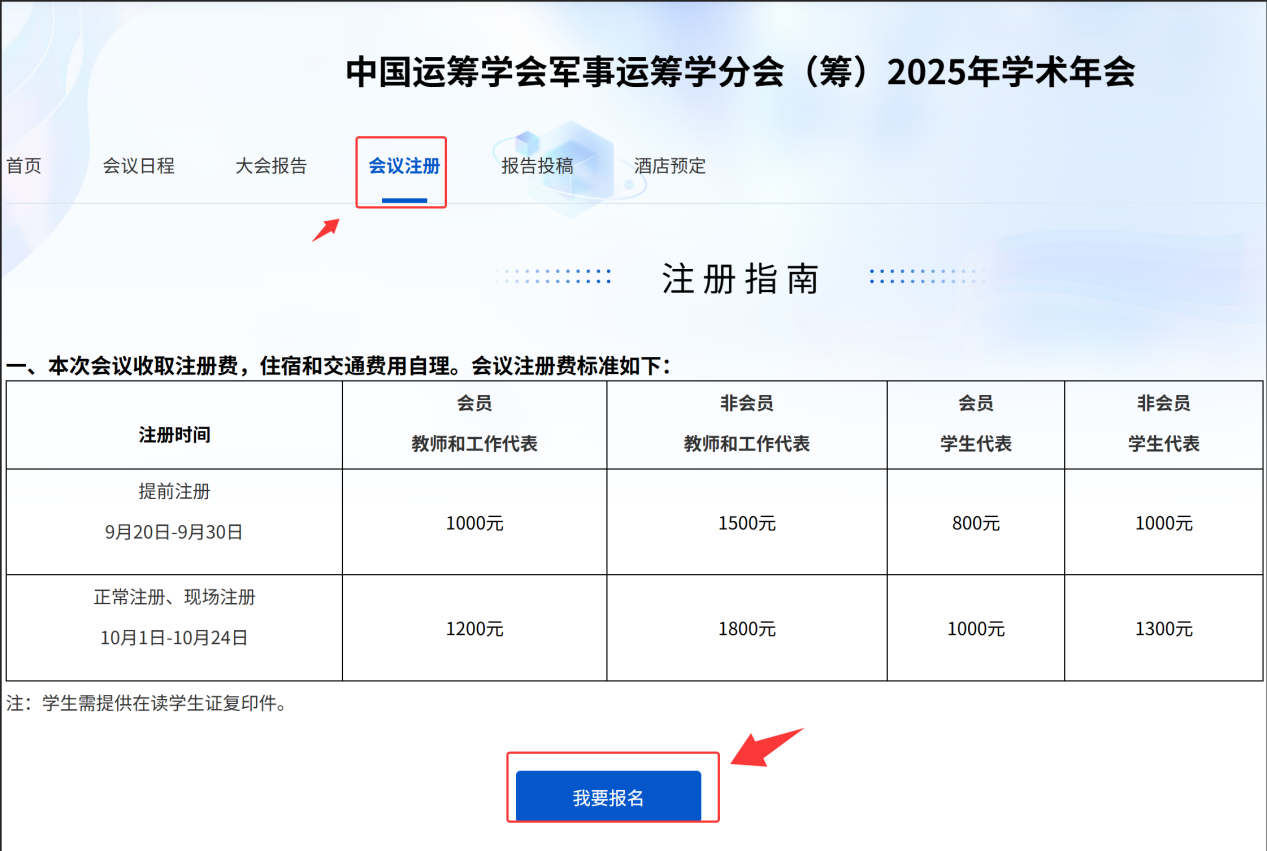 中国运筹学会军事运筹学分会（筹）2025年学术年会
首页 会议日程 大会报告 会议注册 报告投稿 酒店预定
注册指南
一、本次会议收取注册费，住宿和交通费用自理。会议注册费标准如下：
注册时间 会员 教师和工作代表 非会员 教师和工作代表 会员 学生代表 非会员 学生代表
提前注册
9月20日-9月30日 1000元 1500元 800元 1000元
正常注册、现场注册
10月1日-10月24日 1200元 1800元 1000元 1300元
注：学生需提供在读学生证复印件。
我要报名